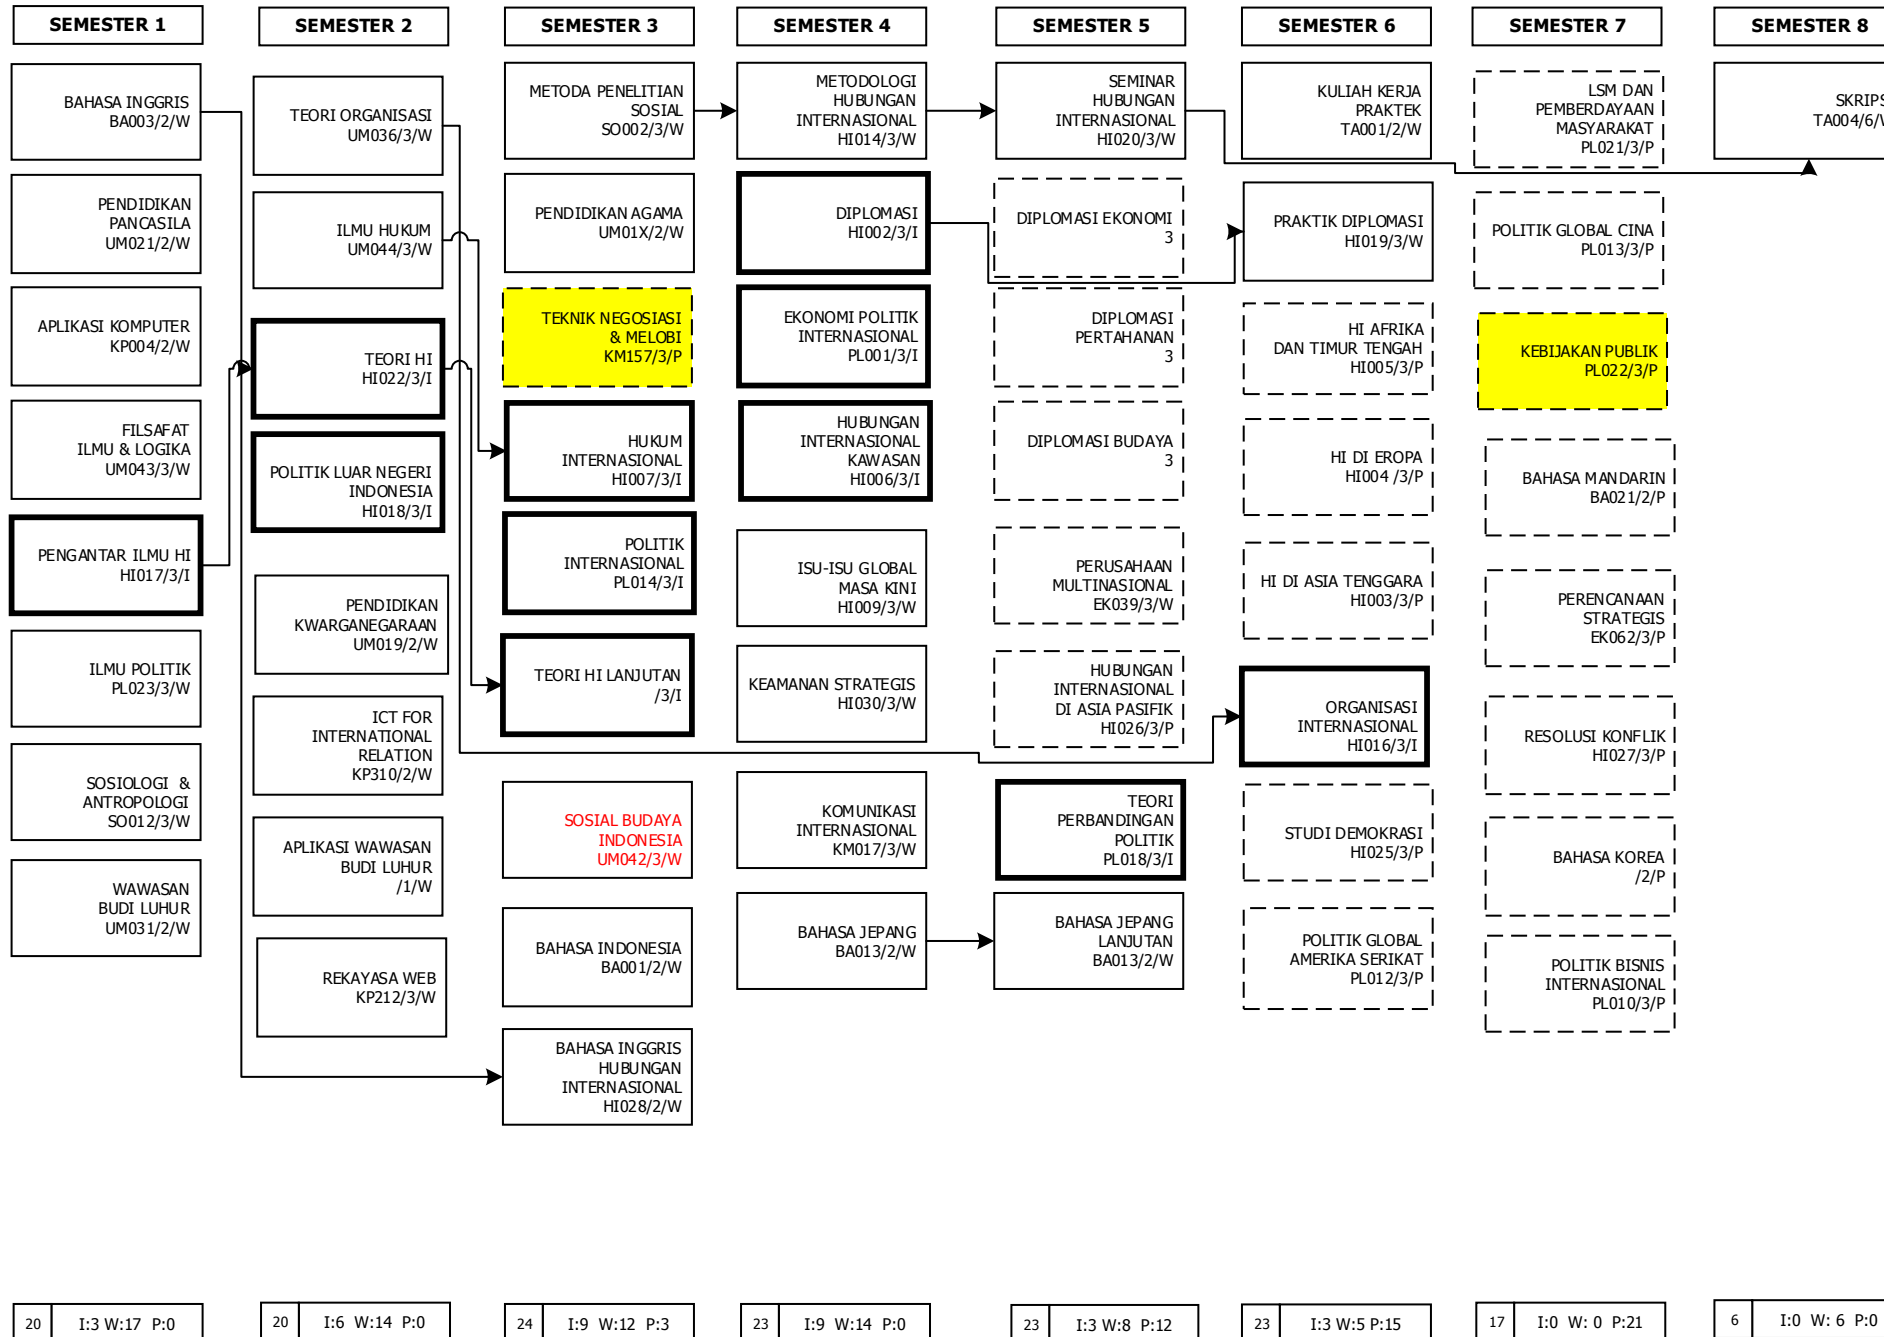 SEMESTER 1
BAHASA INGGRIS
BA003/2/W
PENDIDIKAN
PANCASILA
UM021/2/W
APLIKASI KOMPUTER
KP004/2/W
FILSAFAT
ILMU & LOGIKA
UM043/3/W
PENGANTAR ILMU HI
HI017/3/I
ILMU POLITIK
PL023/3/W
SOSIOLOGI &
ANTROPOLOGI
SO012/3/W
WAWASAN
BUDI LUHUR
UM031/2/W
20
I:3 W:17 P:0
SEMESTER 2
TEORI ORGANISASI
UM036/3/W
ILMU HUKUM
UM044/3/W
TEORI HI
HI022/3/I
POLITIK LUAR NEGERI
INDONESIA
HI018/3/I
PENDIDIKAN
KWARGANEGARAAN
UM019/2/W
ICT FOR
INTERNATIONAL
RELATION
KP310/2/W
APLIKASI WAWASAN
BUDI LUHUR
/1/W
REKAYASA WEB
KP212/3/W
20
I:6 W:14 P:0
SEMESTER 3
METODA PENELITIAN
SOSIAL
SO002/3/W
PENDIDIKAN AGAMA
UM01X/2/W
TEKNIK NEGOSIASI
& MELOBI
KM157/3/P
HUKUM
INTERNASIONAL
HI007/3/I
POLITIK
INTERNASIONAL
PL014/3/I
TEORI HI LANJUTAN
/3/I
SOSIAL BUDAYA
INDONESIA
UM042/3/W
BAHASA INDONESIA
BA001/2/W
BAHASA INGGRIS
HUBUNGAN
INTERNASIONAL
HI028/2/W
24
I:9 W:12 P:3
SEMESTER 4
METODOLOGI
HUBUNGAN
INTERNASIONAL
HI014/3/W
DIPLOMASI
HI002/3/I
EKONOMI POLITIK
INTERNASIONAL
PL001/3/I
HUBUNGAN
INTERNASIONAL
KAWASAN
HI006/3/I
ISU-ISU GLOBAL
MASA KINI
HI009/3/W
KEAMANAN STRATEGIS
HI030/3/W
KOMUNIKASI
INTERNASIONAL
KM017/3/W
BAHASA JEPANG
BA013/2/W
23
I:9 W:14 P:0
SEMESTER 5
SEMINAR
HUBUNGAN
INTERNASIONAL
HI020/3/W
DIPLOMASI EKONOMI
3
DIPLOMASI
PERTAHANAN
3
DIPLOMASI BUDAYA
3
PERUSAHAAN
MULTINASIONAL
EK039/3/W
HUBUNGAN
INTERNASIONAL
DI ASIA PASIFIK
HI026/3/P
TEORI
PERBANDINGAN
POLITIK
PL018/3/I
BAHASA JEPANG
LANJUTAN
BA013/2/W
23
I:3 W:8 P:12
SEMESTER 6
KULIAH KERJA
PRAKTEK
TA001/2/W
PRAKTIK DIPLOMASI
HI019/3/W
HI AFRIKA
DAN TIMUR TENGAH
HI005/3/P
HI DI EROPA
HI004 /3/P
HI DI ASIA TENGGARA
HI003/3/P
ORGANISASI
INTERNASIONAL
HI016/3/I
STUDI DEMOKRASI
HI025/3/P
POLITIK GLOBAL
AMERIKA SERIKAT
PL012/3/P
23
I:3 W:5 P:15
SEMESTER 7
LSM DAN
PEMBERDAYAAN
MASYARAKAT
PL021/3/P
POLITIK GLOBAL CINA
PL013/3/P
KEBIJAKAN PUBLIK
PL022/3/P
BAHASA MANDARIN
BA021/2/P
PERENCANAAN
STRATEGIS
EK062/3/P
RESOLUSI KONFLIK
HI027/3/P
BAHASA KOREA
/2/P
POLITIK BISNIS
INTERNASIONAL
PL010/3/P
17
I:0 W: 0 P:21
SEMESTER 8
SKRIPS
TA004/6/
6
I:0 W: 6 P:0